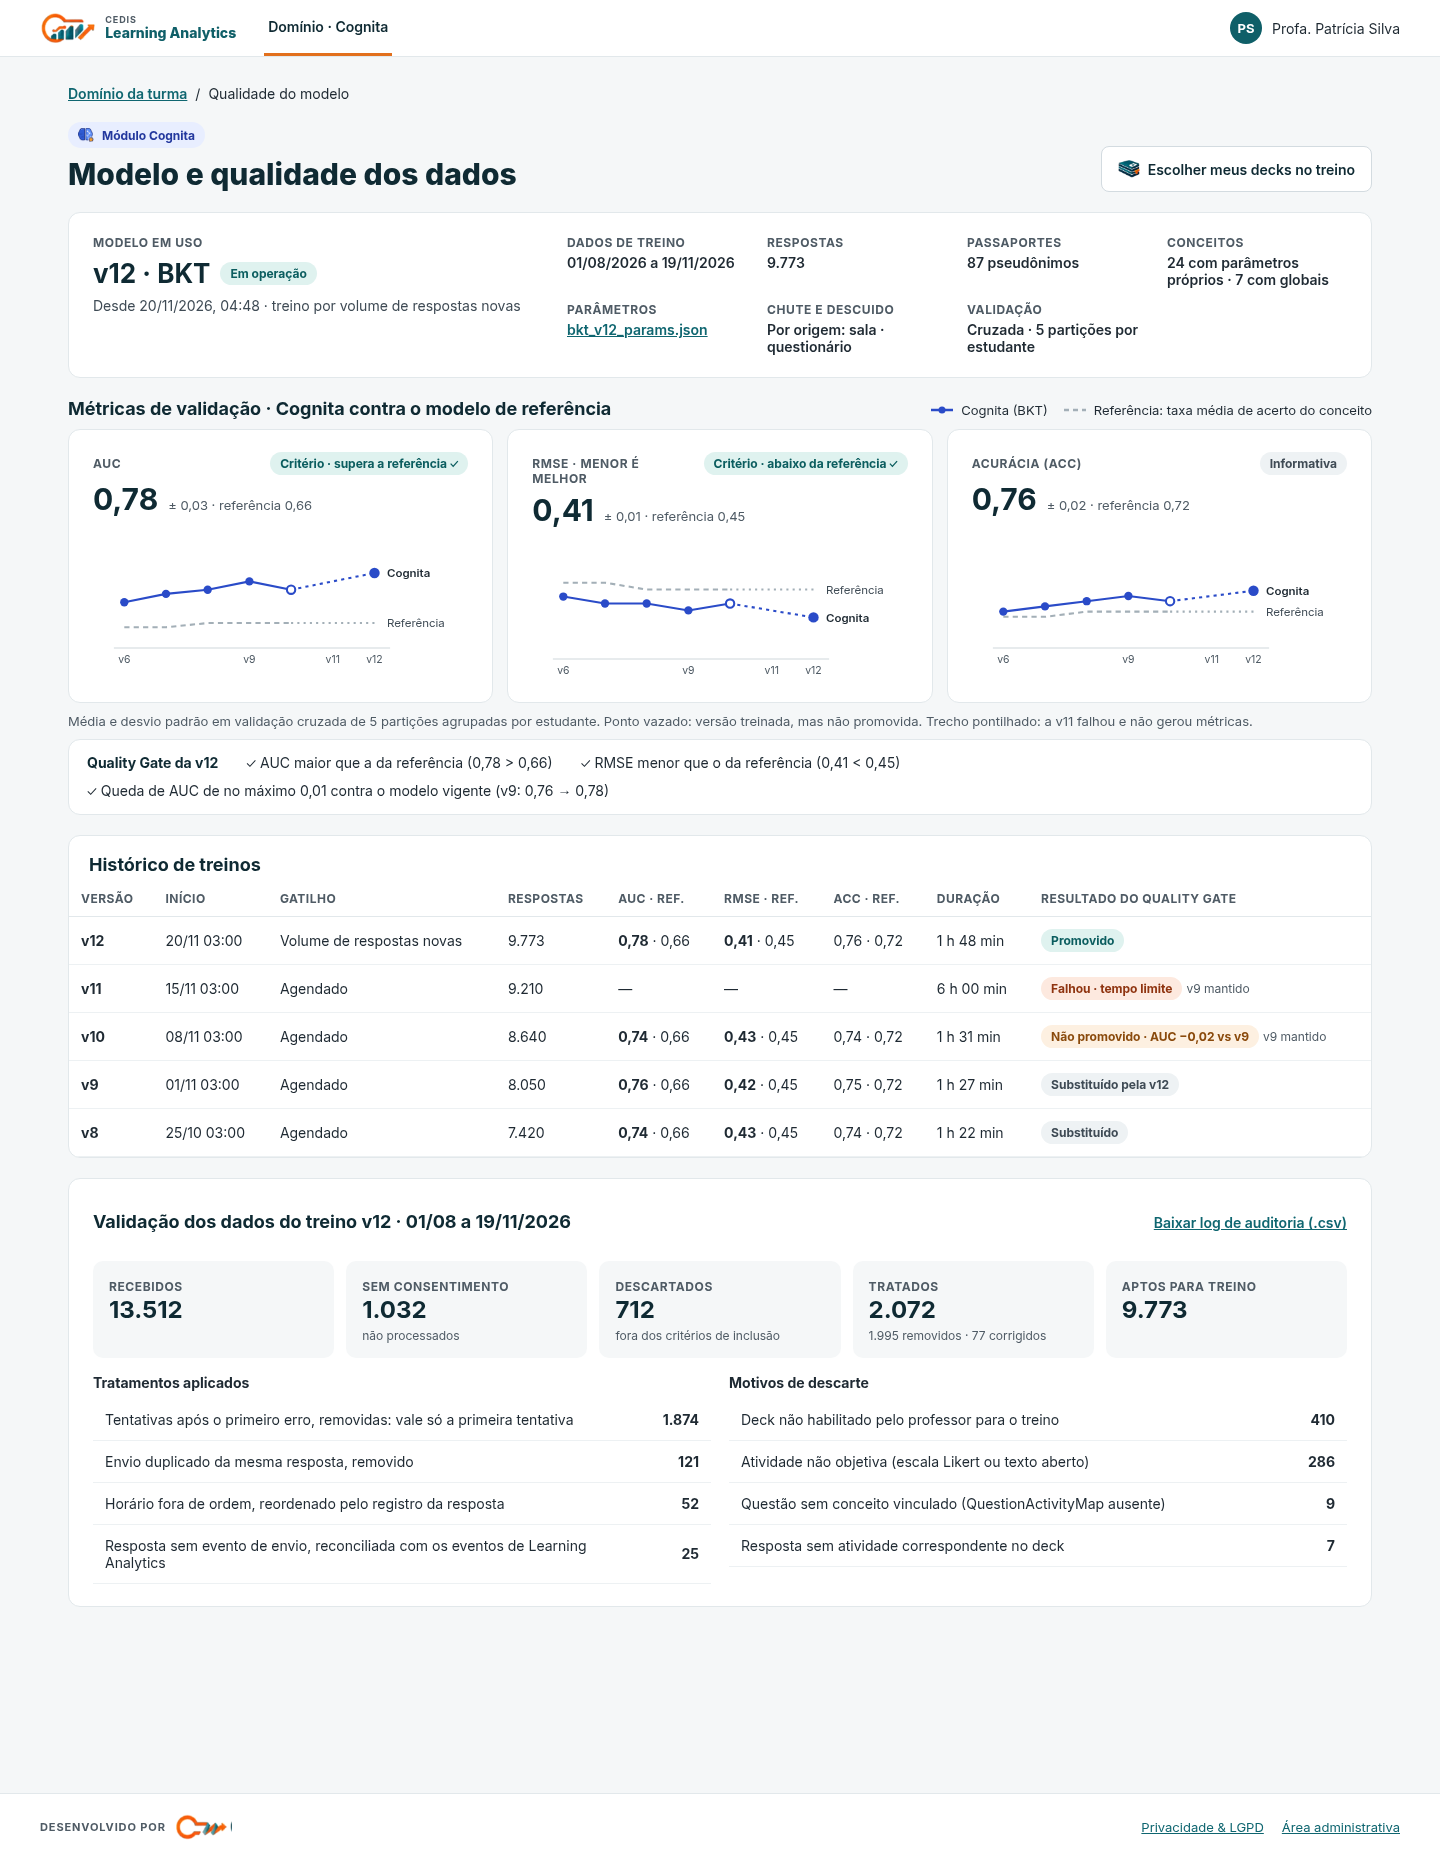 CEDIS
Learning Analytics
Domínio · Cognita
PS
Profa. Patrícia Silva
Domínio da turma / Qualidade do modelo
Módulo Cognita
Modelo e qualidade dos dados
Escolher meus decks no treino
MODELO EM USO
v12 · BKT
Em operação
Desde 20/11/2026, 04:48 · treino por volume de respostas novas
DADOS DE TREINO
01/08/2026 a 19/11/2026
RESPOSTAS
9.773
PASSAPORTES
87 pseudônimos
CONCEITOS
24 com parâmetros
próprios · 7 com globais
PARÂMETROS
bkt_v12_params.json
CHUTE E DESCUIDO
Por origem: sala ·
questionário
VALIDAÇÃO
Cruzada · 5 partições por
estudante
Métricas de validação · Cognita contra o modelo de referência
Cognita (BKT)
Referência: taxa média de acerto do conceito
AUC
Critério · supera a referência ✓
0,78 ± 0,03 · referência 0,66
Cognita
Referência
v6 v9 v11 v12
RMSE · MENOR É
MELHOR
Critério · abaixo da referência ✓
0,41 ± 0,01 · referência 0,45
Referência
Cognita
v6 v9 v11 v12
ACURÁCIA (ACC)
Informativa
0,76 ± 0,02 · referência 0,72
Cognita
Referência
v6 v9 v11 v12
Média e desvio padrão em validação cruzada de 5 partições agrupadas por estudante. Ponto vazado: versão treinada, mas não promovida. Trecho pontilhado: a v11 falhou e não gerou métricas.
Quality Gate da v12 ✓ AUC maior que a da referência (0,78 > 0,66) ✓ RMSE menor que o da referência (0,41 < 0,45)
✓ Queda de AUC de no máximo 0,01 contra o modelo vigente (v9: 0,76 → 0,78)
Histórico de treinos
VERSÃO INÍCIO GATILHO RESPOSTAS AUC · REF. RMSE · REF. ACC · REF. DURAÇÃO RESULTADO DO QUALITY GATE
v12 20/11 03:00 Volume de respostas novas 9.773 0,78 · 0,66 0,41 · 0,45 0,76 · 0,72 1 h 48 min Promovido
v11 15/11 03:00 Agendado 9.210 — — — 6 h 00 min Falhou · tempo limite v9 mantido
v10 08/11 03:00 Agendado 8.640 0,74 · 0,66 0,43 · 0,45 0,74 · 0,72 1 h 31 min Não promovido · AUC −0,02 vs v9 v9 mantido
v9 01/11 03:00 Agendado 8.050 0,76 · 0,66 0,42 · 0,45 0,75 · 0,72 1 h 27 min Substituído pela v12
v8 25/10 03:00 Agendado 7.420 0,74 · 0,66 0,43 · 0,45 0,74 · 0,72 1 h 22 min Substituído
Validação dos dados do treino v12 · 01/08 a 19/11/2026
Baixar log de auditoria (.csv)
RECEBIDOS
13.512
SEM CONSENTIMENTO
1.032
não processados
DESCARTADOS
712
fora dos critérios de inclusão
TRATADOS
2.072
1.995 removidos · 77 corrigidos
APTOS PARA TREINO
9.773
Tratamentos aplicados
Tentativas após o primeiro erro, removidas: vale só a primeira tentativa 1.874
Envio duplicado da mesma resposta, removido 121
Horário fora de ordem, reordenado pelo registro da resposta 52
Resposta sem evento de envio, reconciliada com os eventos de Learning
Analytics 25
Motivos de descarte
Deck não habilitado pelo professor para o treino 410
Atividade não objetiva (escala Likert ou texto aberto) 286
Questão sem conceito vinculado (QuestionActivityMap ausente) 9
Resposta sem atividade correspondente no deck 7
DESENVOLVIDO POR
Privacidade & LGPD
Área administrativa